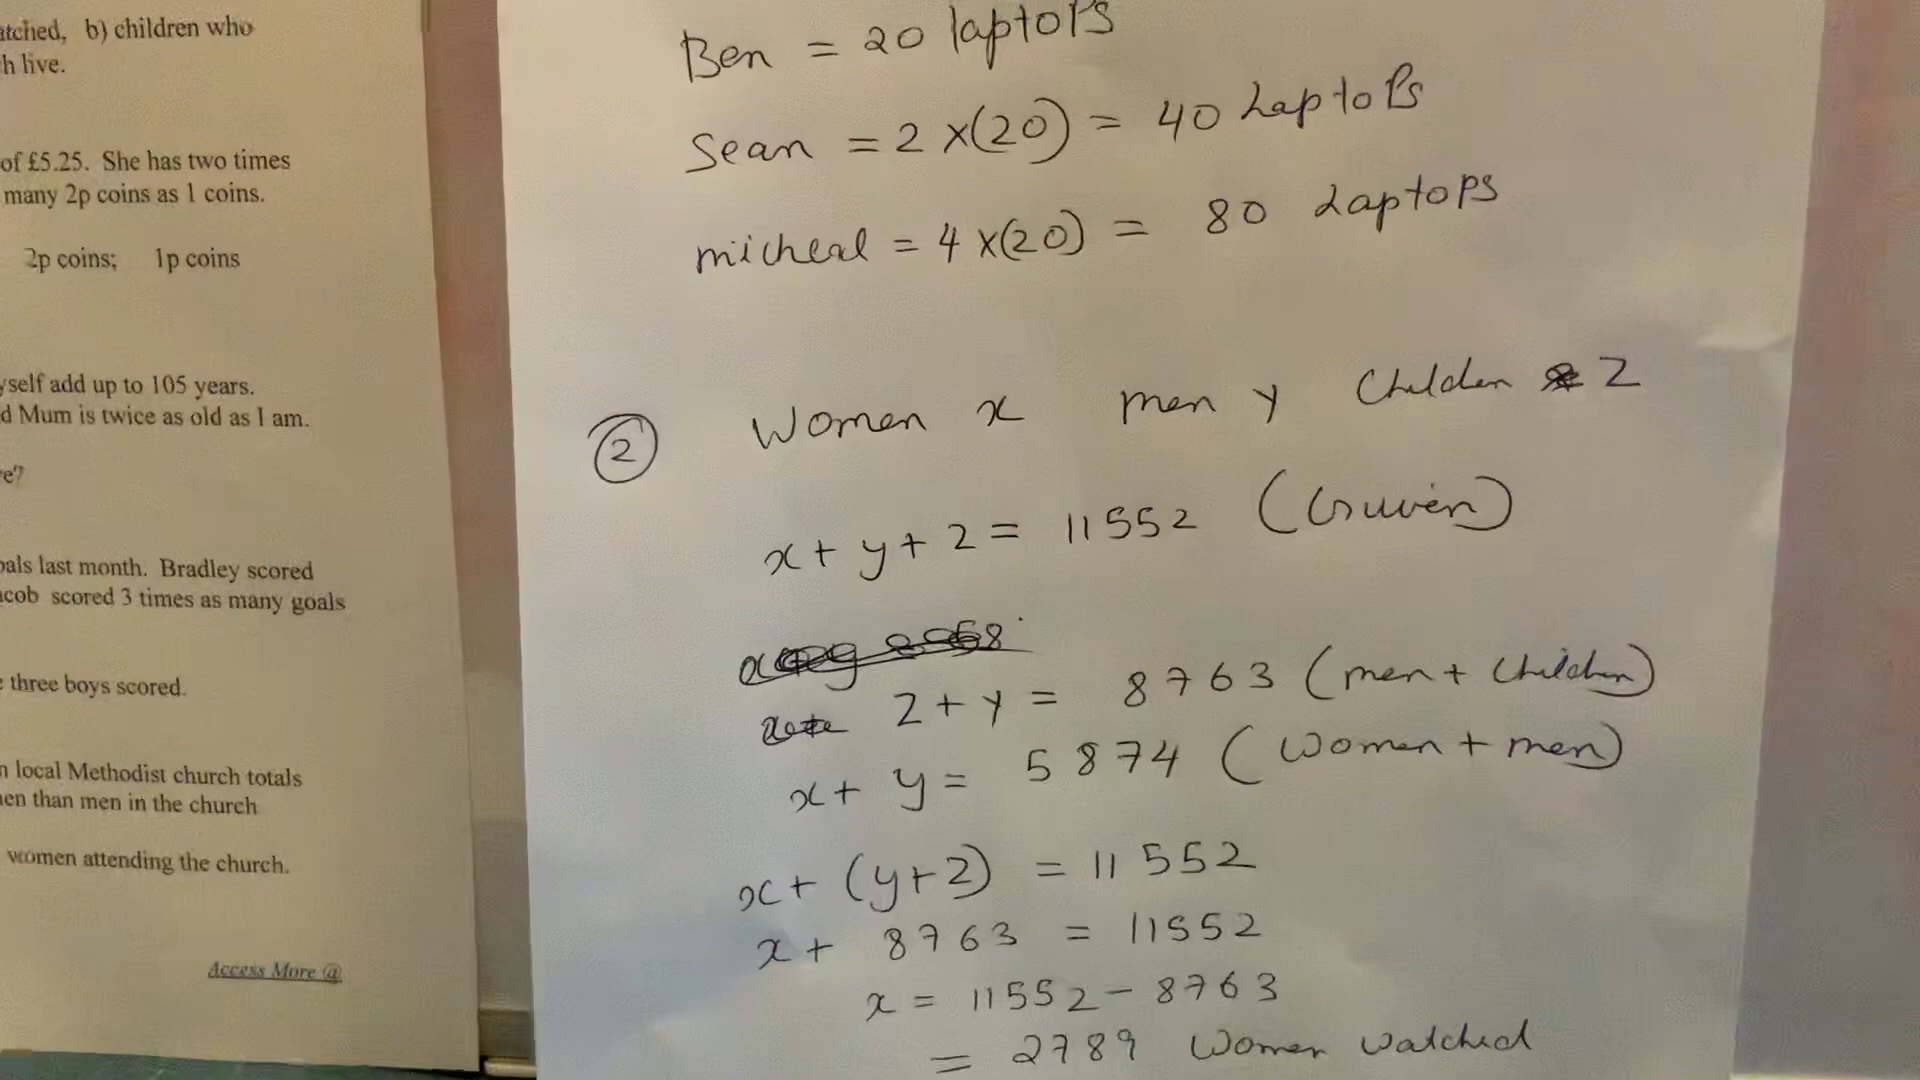 atched, b) children who
h live.
of £5.25. She has two times
many 2p coins as 1 coins.
2p coins; 1p coins
yself add up to 105 years.
d Mum is twice as old as I am.
re?
oals last month. Bradley scored
acob scored 3 times as many goals
three boys scored.
n local Methodist church totals
en than men in the church
women attending the church.
Access More @
Ben = 20 laptops
Sean = 2 x(20) = 40 Laptops
micheal = 4 x(20) = 80 Laptops
② Women x men y Children z
x + y + z = 11552 (Given)
z + y = 8763 (men + Children)
x + y = 5874 (Women + men)
x + (y+z) = 11552
x + 8763 = 11552
x = 11552 - 8763
= 2789 Women watched